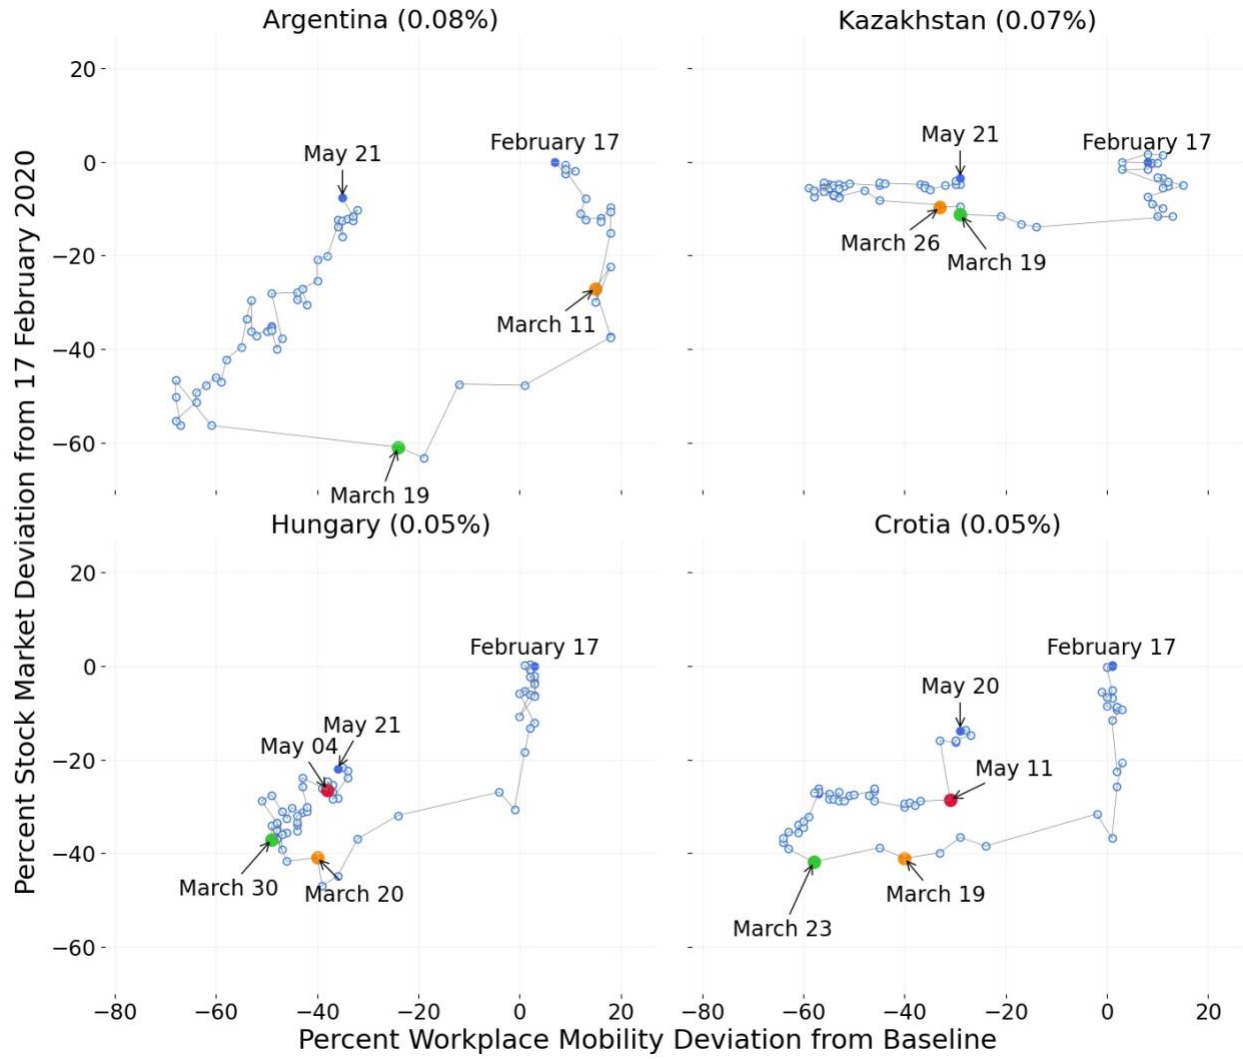 Argentina (0.08%)
Kazakhstan (0.07%)
20
0
−20
−40
−60
May 21
February 17
March 11
March 19
May 21
February 17
March 26
March 19
Percent Stock Market Deviation from 17 February 2020
Hungary (0.05%)
Crotia (0.05%)
20
0
−20
−40
−60
February 17
May 21
May 04
March 30
March 20
February 17
May 20
May 11
March 19
March 23
−80
−60
−40
−20
0
20
−80
−60
−40
−20
0
20
Percent Workplace Mobility Deviation from Baseline